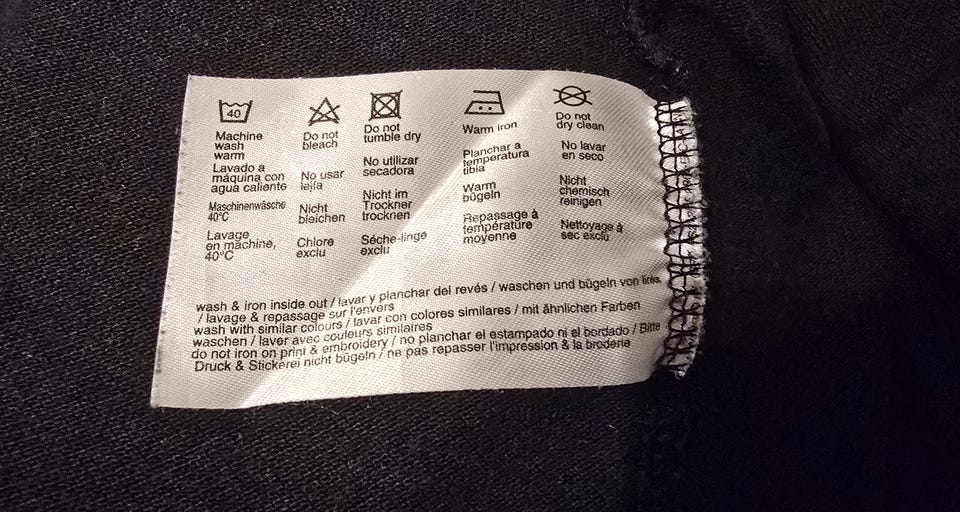 40
Machine
wash
warm
Lavado a
máquina con
agua caliente
Maschinenwäsche
40°C
Lavage
en machine,
40°C
Do not
bleach
No usar
lejía
Nicht
bleichen
Chlore
exclu
Do not
tumble dry
No utilizar
secadora
Nicht im
Trockner
trocknen
Séche-linge
exclu
Warm iron
Planchar a
temperatura
tibia
Warm
bügeln
Repassage à
température
moyenne
Do not
dry clean
No lavar
en seco
Nicht
chemisch
reinigen
Nettoyage à
sec exclu
wash & iron inside out / lavar y planchar del revés / waschen und bügeln von links
/ lavage & repassage sur l'envers
wash with similar colours / lavar con colores similares / mit ähnlichen Farben
waschen / laver avec couleurs similaires
do not iron on print & embroidery / no planchar el estampado ni el bordado / Bitte
Druck & Stickerei nicht bügeln / ne pas repasser l'impression & la broderie